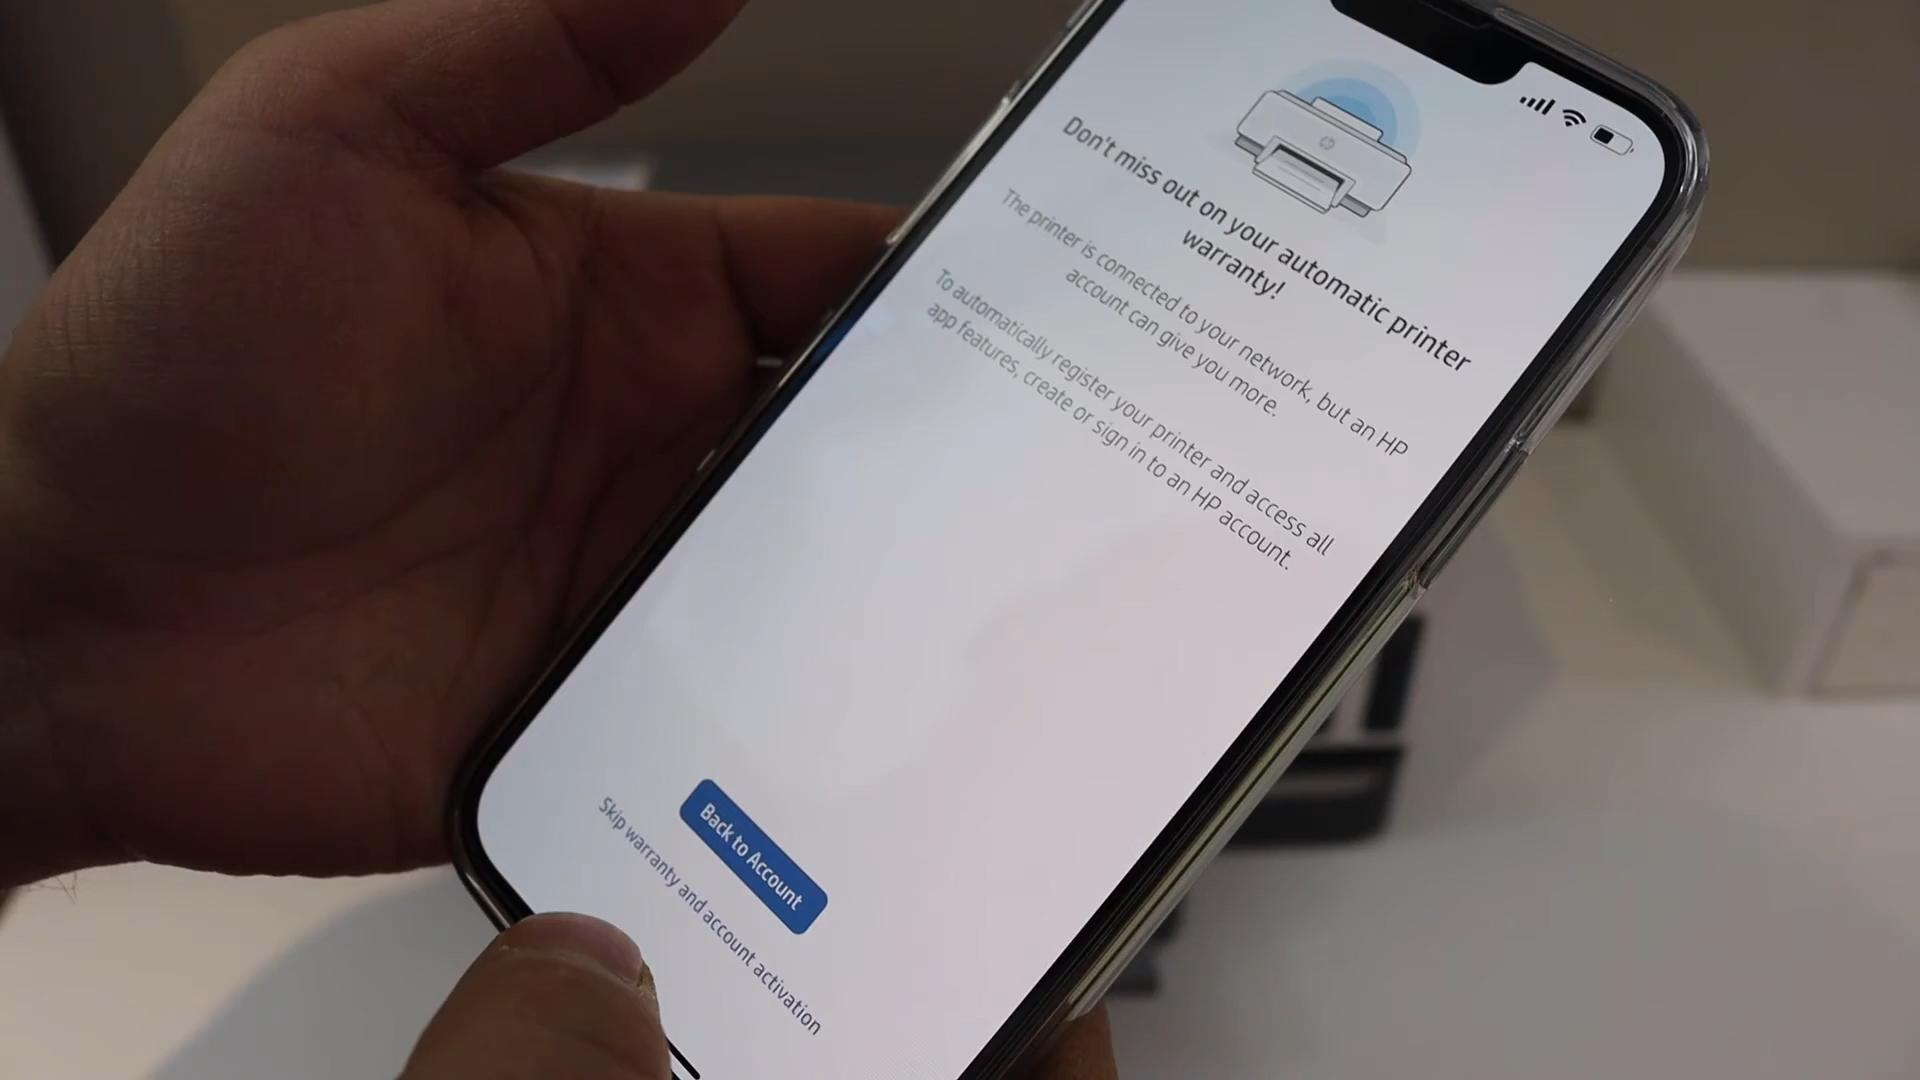 Don't miss out on your automatic printer
warranty!
The printer is connected to your network, but an HP
account can give you more.
To automatically register your printer and access all
app features, create or sign in to an HP account.
Back to Account
Skip warranty and account activation